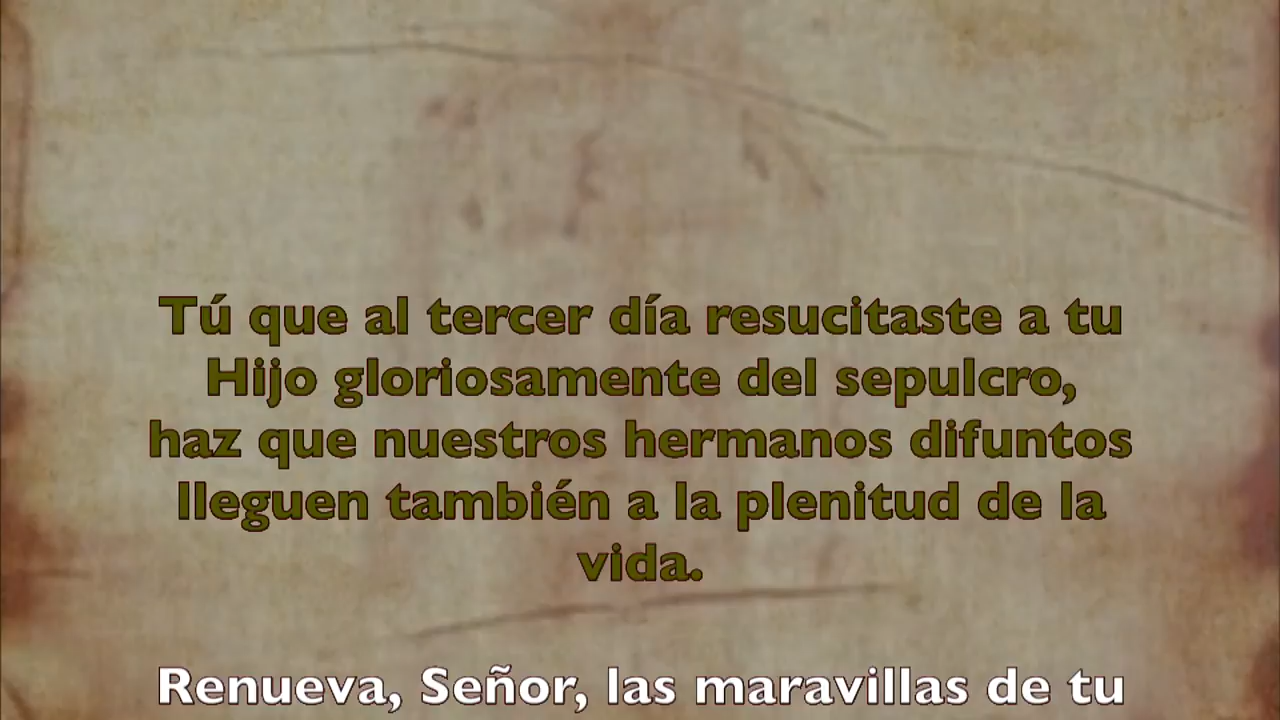 Tú que al tercer día resucitaste a tu
Hijo gloriosamente del sepulcro,
haz que nuestros hermanos difuntos
lleguen también a la plenitud de la
vida.
Renueva, Señor, las maravillas de tu